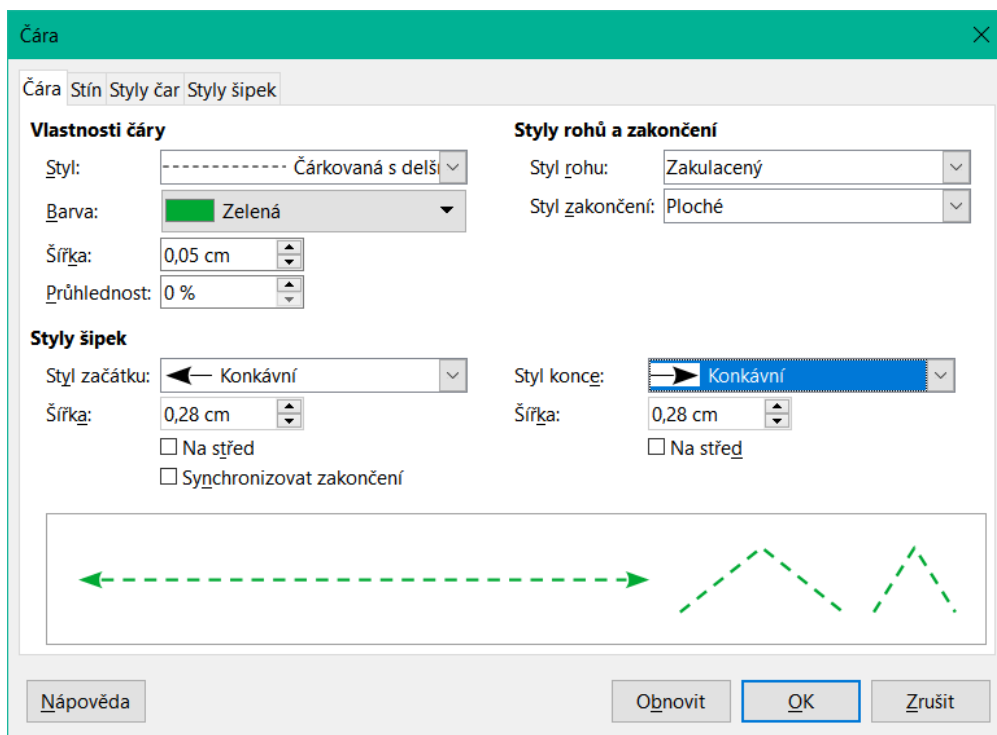 Čára
Čára Stín Styly čar Styly šipek
Vlastnosti čáry
Styl: Čárkovaná s delší
Barva: Zelená
Šířka: 0,05 cm
Průhlednost: 0 %
Styly rohů a zakončení
Styl rohu: Zakulacený
Styl zakončení: Ploché
Styly šipek
Styl začátku: Konkávní
Šířka: 0,28 cm
Na střed
Synchronizovat zakončení
Styl konce: Konkávní
Šířka: 0,28 cm
Na střed
Nápověda Obnovit OK Zrušit